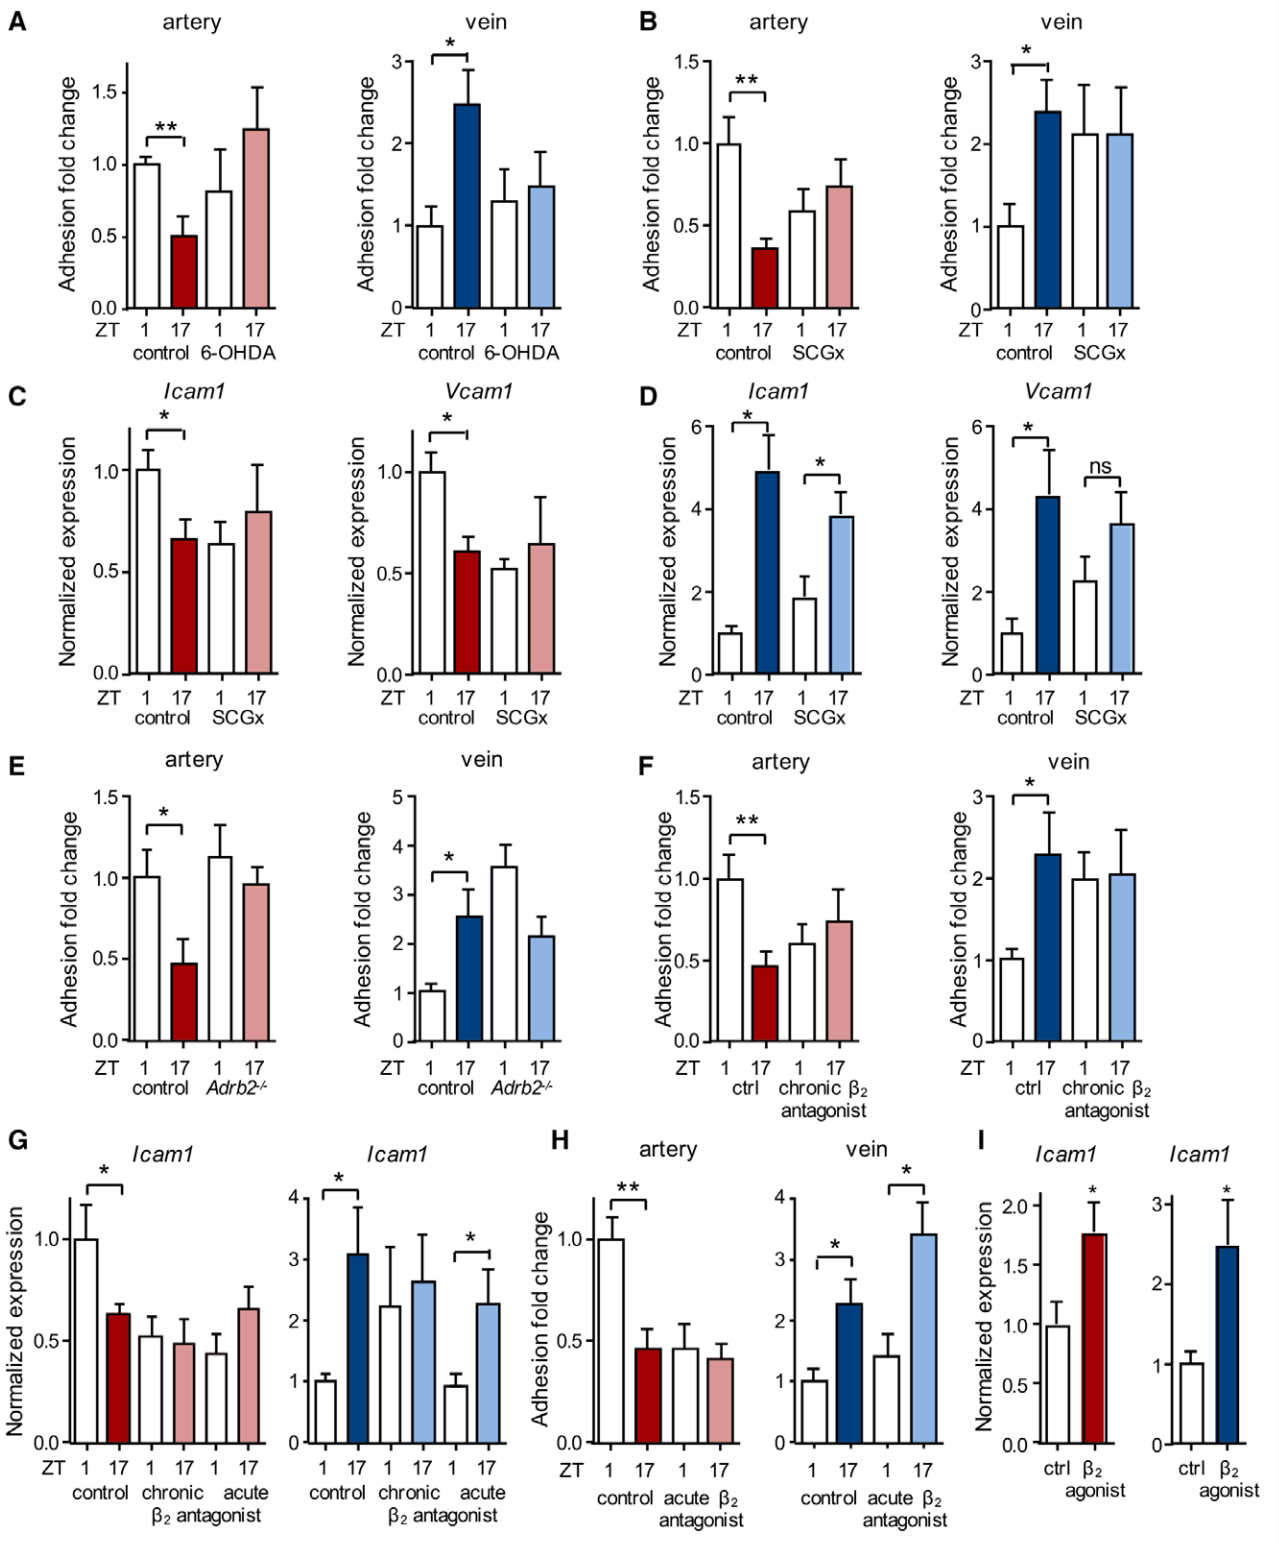 A
artery
Adhesion fold change
1.5
1.0
0.5
0.0
**
ZT 1 17 1 17
control 6-OHDA
vein
Adhesion fold change
3
2
1
0
*
1 17 1 17
control 6-OHDA
B
artery
Adhesion fold change
1.5
1.0
0.5
0.0
**
ZT 1 17 1 17
control SCGx
vein
Adhesion fold change
3
2
1
0
*
1 17 1 17
control SCGx
C
Icam1
Normalized expression
1.0
0.5
0.0
*
ZT 1 17 1 17
control SCGx
Vcam1
Normalized expression
1.0
0.5
0.0
*
1 17 1 17
control SCGx
D
Icam1
Normalized expression
6
4
2
0
*
*
ZT 1 17 1 17
control SCGx
Vcam1
Normalized expression
6
4
2
0
*
ns
1 17 1 17
control SCGx
E
artery
Adhesion fold change
1.5
1.0
0.5
0.0
*
ZT 1 17 1 17
control Adrb2-/-
vein
Adhesion fold change
5
4
3
2
1
0
*
1 17 1 17
control Adrb2-/-
F
artery
Adhesion fold change
1.5
1.0
0.5
0.0
**
ZT 1 17 1 17
ctrl chronic β2
antagonist
vein
Adhesion fold change
3
2
1
0
*
1 17 1 17
ctrl chronic β2
antagonist
G
Icam1
Normalized expression
1.0
0.5
0.0
*
ZT 1 17 1 17 1 17
control chronic acute
β2 antagonist
Icam1
4
3
2
1
0
*
*
1 17 1 17 1 17
control chronic acute
β2 antagonist
H
artery
Adhesion fold change
1.0
0.5
0.0
**
ZT 1 17 1 17
control acute β2
antagonist
vein
4
3
2
1
0
*
*
1 17 1 17
control acute β2
antagonist
I
Icam1
Normalized expression
2.0
1.5
1.0
0.5
0.0
*
ctrl β2
agonist
Icam1
3
2
1
0
*
ctrl β2
agonist